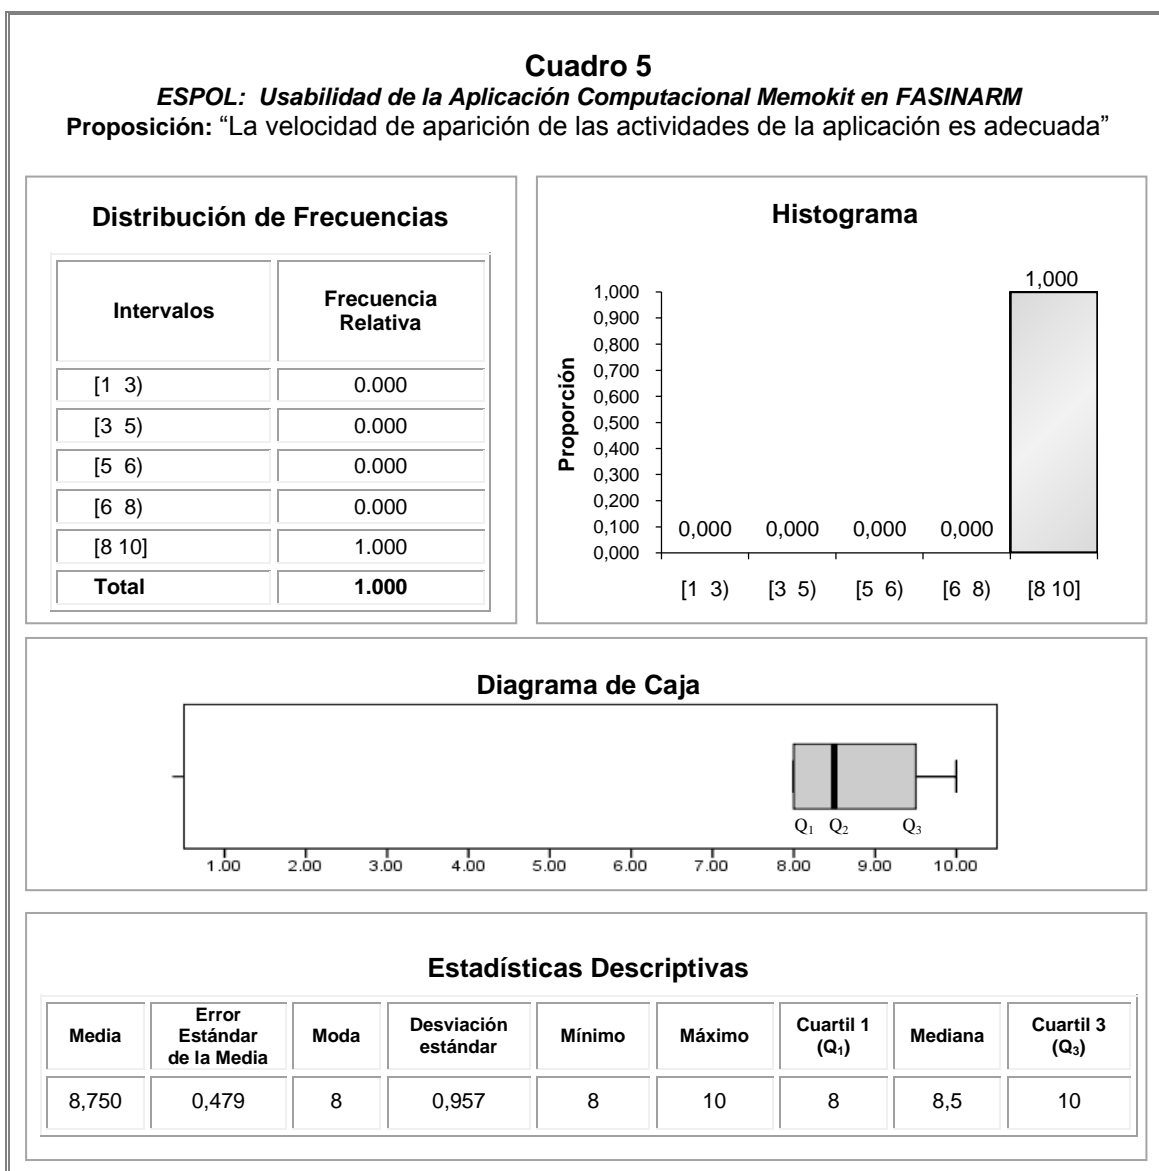 Cuadro 5
ESPOL: Usabilidad de la Aplicación Computacional Memokit en FASINARM
Proposición: “La velocidad de aparición de las actividades de la aplicación es adecuada”
Distribución de Frecuencias
Intervalos
Frecuencia
Relativa
[1 3) 0.000
[3 5) 0.000
[5 6) 0.000
[6 8) 0.000
[8 10] 1.000
Total 1.000
Histograma
Proporción
1,000
0,900
0,800
0,700
0,600
0,500
0,400
0,300
0,200
0,100
0,000
0,000 0,000 0,000 0,000 1,000
[1 3) [3 5) [5 6) [6 8) [8 10]
Diagrama de Caja
Q1 Q2 Q3
1.00 2.00 3.00 4.00 5.00 6.00 7.00 8.00 9.00 10.00
Estadísticas Descriptivas
Media
Error
Estándar
de la Media
Moda
Desviación
estándar
Mínimo
Máximo
Cuartil 1
(Q1)
Mediana
Cuartil 3
(Q3)
8,750 0,479 8 0,957 8 10 8 8,5 10